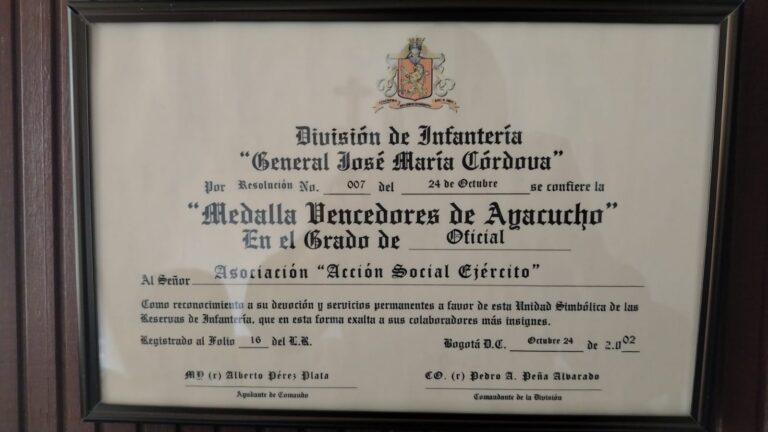 División de Infantería
“General José María Córdova”
Por Resolución No. 007 del 24 de Octubre se confiere la
“Medalla Vencedores de Ayacucho”
En el Grado de Oficial
Al Señor Asociación “Acción Social Ejército”
Como reconocimiento a su devoción y servicios permanentes a favor de esta Unidad Simbólica de las
Reservas de Infantería, que en esta forma exalta a sus colaboradores más insignes.
Registrado al Folio 16 del L.R. Bogotá D.C. Octubre 24 de 2.002
MY (r) Alberto Pérez Plata CO. (r) Pedro A. Peña Alvarado
Ayudante de Comando Comandante de la División